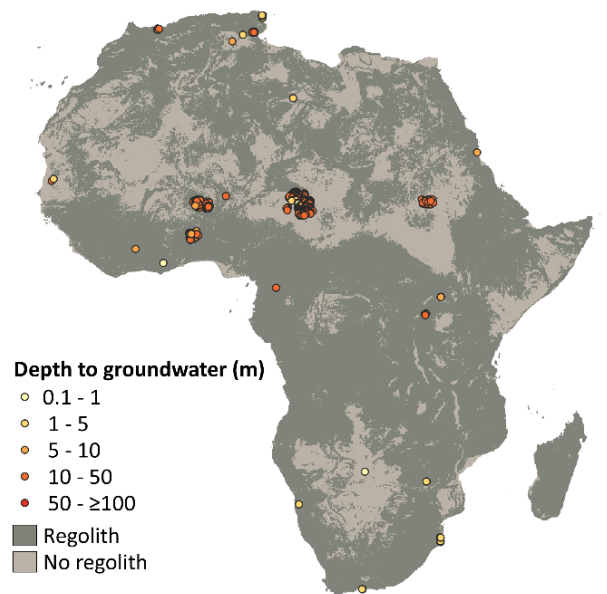 Depth to groundwater (m)
0.1 - 1
1 - 5
5 - 10
10 - 50
50 - ≥100
Regolith
No regolith